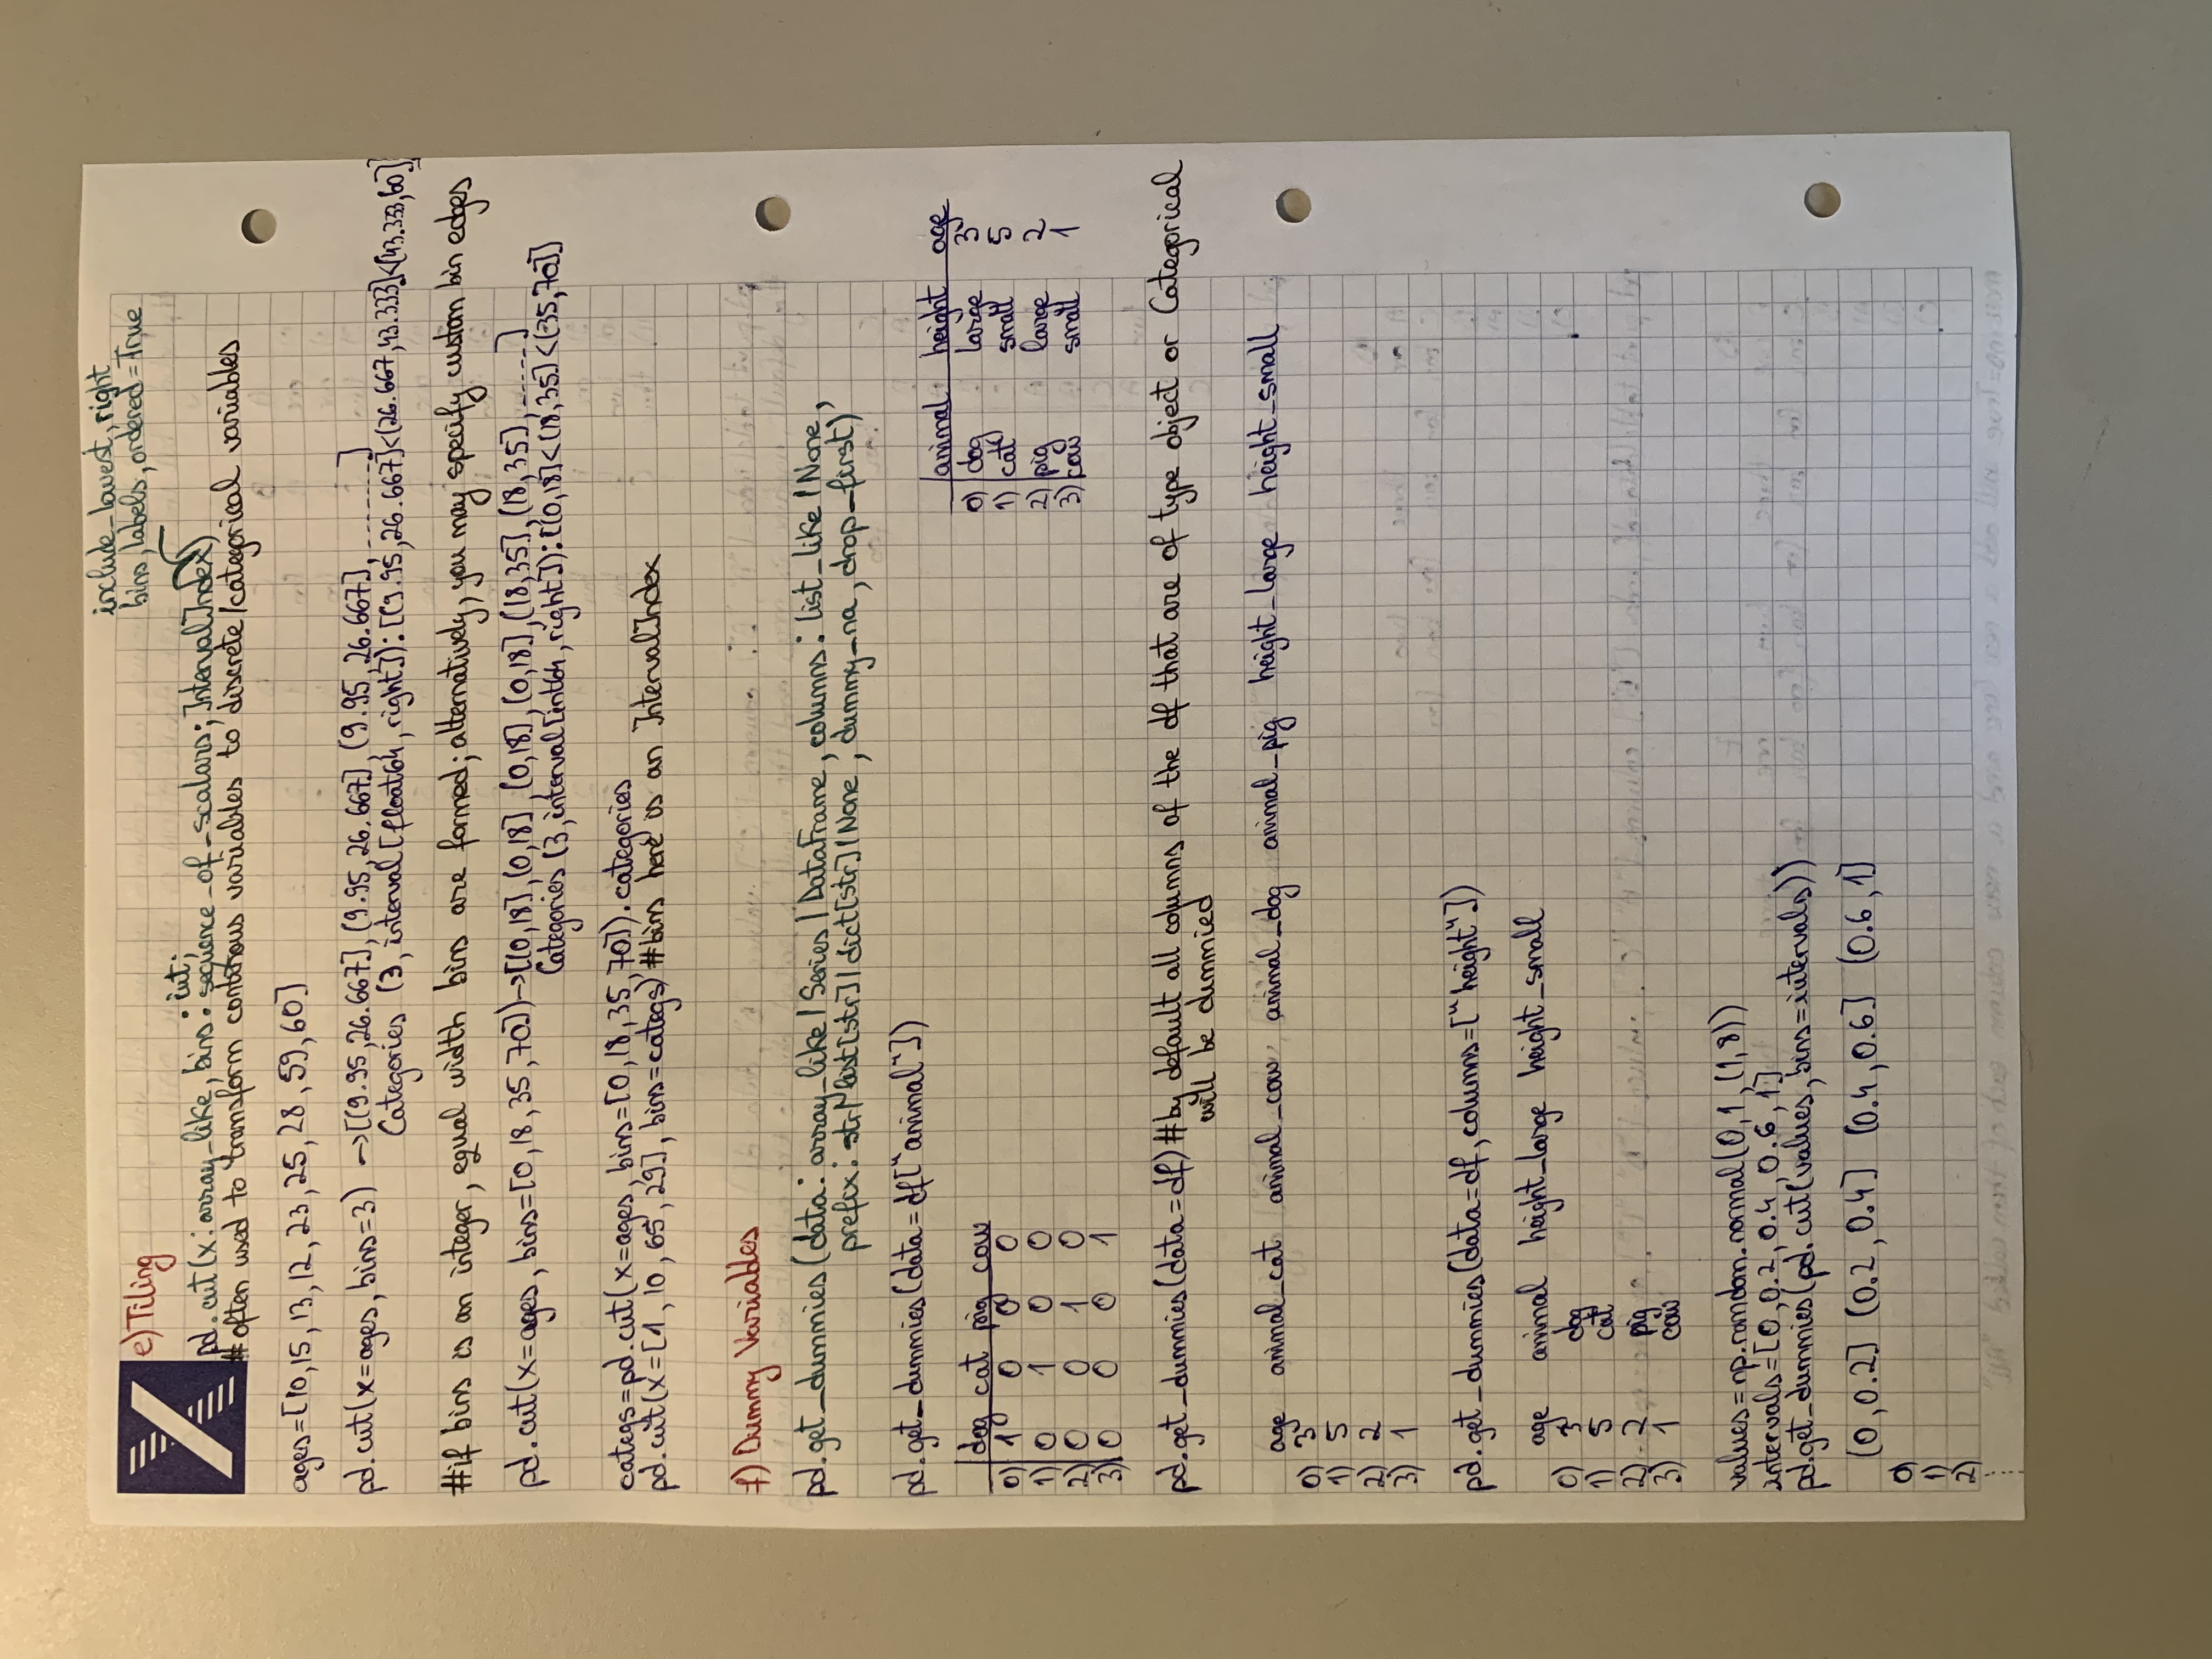 include_lowest, right
bins, labels, ordered=True
e) Tiling
pd.cut(x: array-like, bins: int;
sequence-of-scalars; IntervalIndex)
# often used to transform continous variables to discrete/categorical variables
ages=[10,15,13,12,23,25,28,59,60]
pd.cut(x=ages, bins=3) →[(9.95,26.667], (9.95,26.667], (9.95,26.667], (9.95,26.667], ---------]
Categories (3, interval[float64, right]): [(9.95,26.667]<(26.667,43.333]<(43.333,60]]
#if bins is an integer, equal width bins are formed; alternatively, you may specify custom bin edges
pd.cut(x=ages, bins=[0,18,35,70])→[(0,18], (0,18], (0,18], (0,18], (18,35], (18,35], -----]
Categories (3, interval[int64, right]): [(0,18]<(18,35]<(35,70]]
categs=pd.cut(x=ages, bins=[0,18,35,70]).categories
pd.cut(x=[1,10,65,29], bins=categs) #bins here is an IntervalIndex
f) Dummy Variables
pd.get_dummies(data: array-like | Series | DataFrame, columns: list_like | None,
prefix: str | list[str] | dict[str] | None, dummy_na, drop_first)
pd.get_dummies(data=df["animal"])
animal height age
0) dog large 3
1) cat small 5
2) pig large 2
3) cow small 1
dog cat pig cow
0) 1 0 0 0
1) 0 1 0 0
2) 0 0 1 0
3) 0 0 0 1
pd.get_dummies(data=df) #by default all columns of the df that are of type object or Categorical
will be dummied
age animal_cat animal_cow animal_dog animal_pig height_large height_small
0) 3
1) 5
2) 2
3) 1
pd.get_dummies(data=df, columns=["height"])
age animal height_large height_small
0) 3 dog
1) 5 cat
2) 2 pig
3) 1 cow
values=np.random.normal(0,1,(1,8))
intervals=[0,0.2,0.4,0.6,1]
pd.get_dummies(pd.cut(values, bins=intervals))
(0,0.2] (0.2,0.4] (0.4,0.6] (0.6,1]
0)
1)
2)